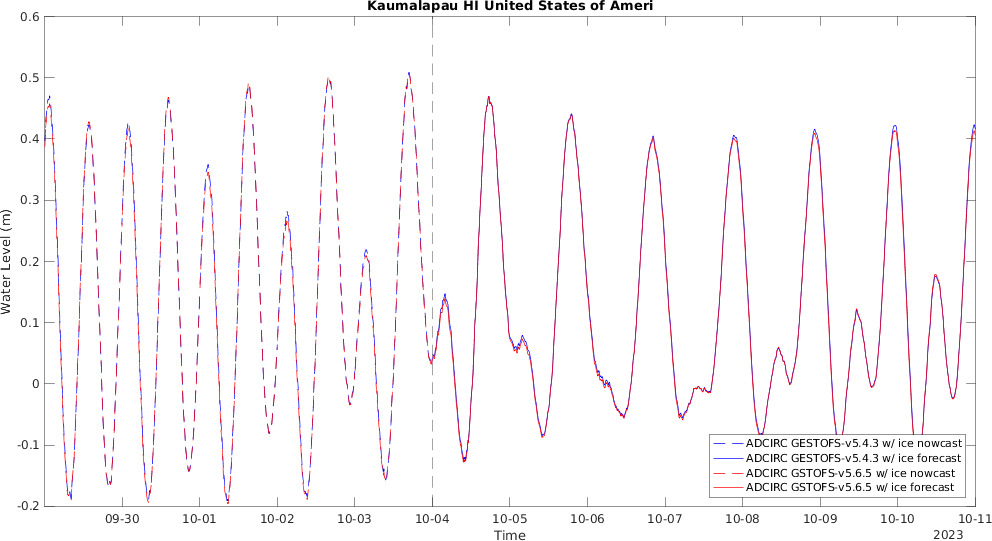 Kaumalapau HI United States of Ameri
0.6
0.5
0.4
0.3
0.2
0.1
0
-0.1
-0.2
Water Level (m)
ADCIRC GESTOFS-v5.4.3 w/ ice nowcast
ADCIRC GESTOFS-v5.4.3 w/ ice forecast
ADCIRC GSTOFS-v5.6.5 w/ ice nowcast
ADCIRC GSTOFS-v5.6.5 w/ ice forecast
09-30 10-01 10-02 10-03 10-04 10-05 10-06 10-07 10-08 10-09 10-10 10-11
Time 2023